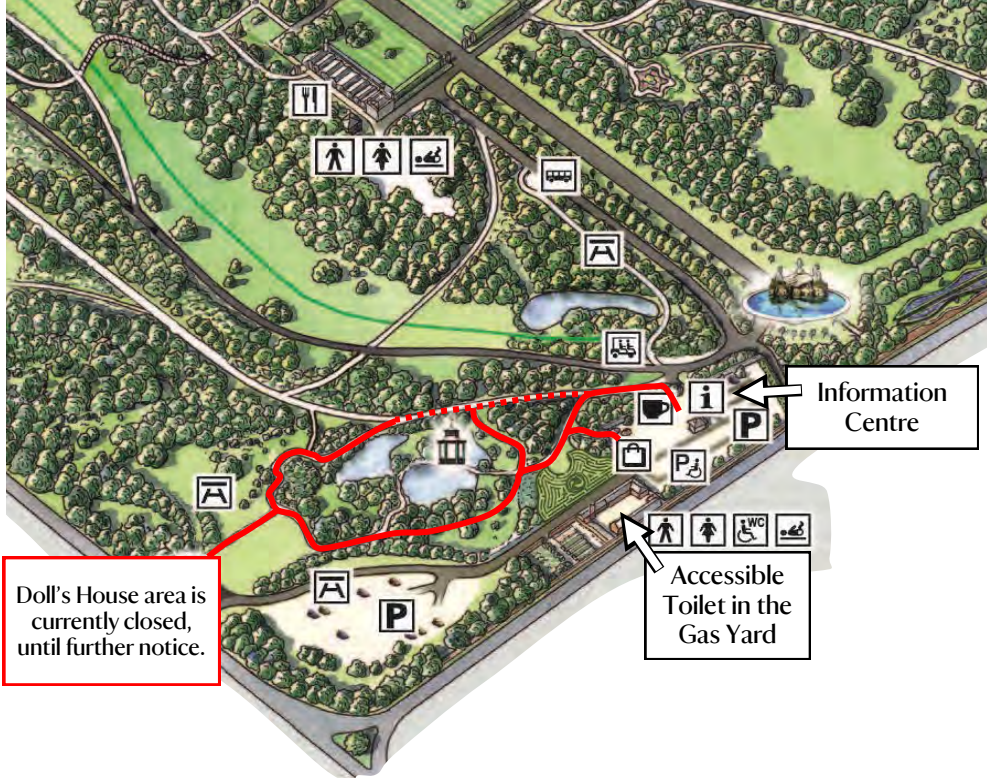 i
Information
Centre
P
P
WC
Accessible
Toilet in the
Gas Yard
P
Doll's House area is
currently closed,
until further notice.